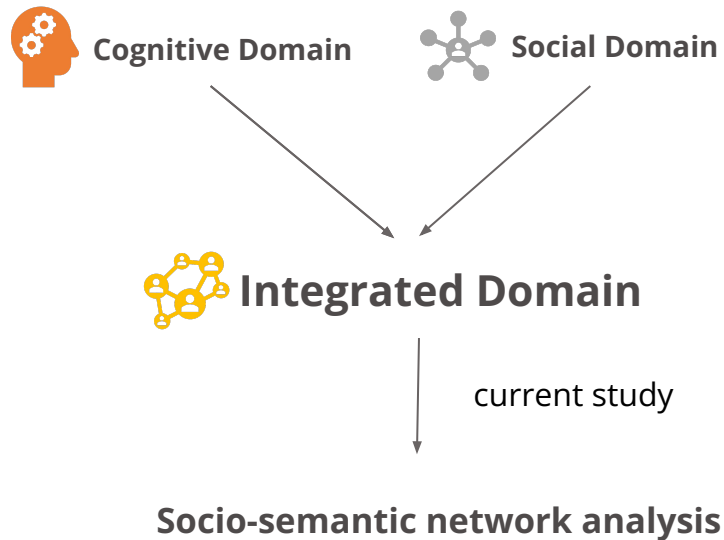 Cognitive Domain
Social Domain
Integrated Domain
current study
Socio-semantic network analysis